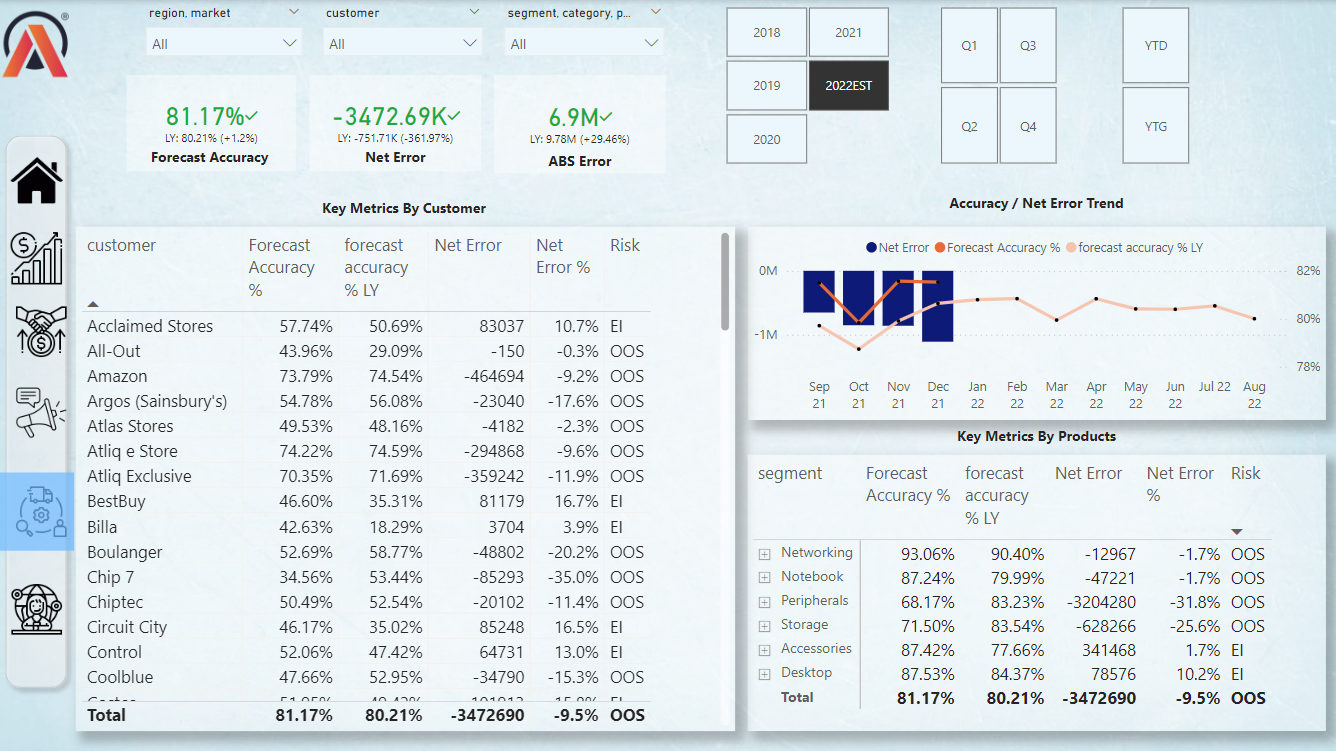 region, market
customer
segment, category, p...
All
All
All
2018
2021
2019
2022EST
2020
Q1
Q3
Q2
Q4
YTD
YTG
®
81.17%
LY: 80.21% (+1.2%)
Forecast Accuracy
-3472.69K
LY: -751.71K (-361.97%)
Net Error
6.9M
LY: 9.78M (+29.46%)
ABS Error
Key Metrics By Customer
customer Forecast Accuracy % forecast accuracy % LY Net Error Net Error % Risk
Acclaimed Stores 57.74% 50.69% 83037 10.7% EI
All-Out 43.96% 29.09% -150 -0.3% OOS
Amazon 73.79% 74.54% -464694 -9.2% OOS
Argos (Sainsbury's) 54.78% 56.08% -23040 -17.6% OOS
Atlas Stores 49.53% 48.16% -4182 -2.3% OOS
Atliq e Store 74.22% 74.59% -294868 -9.6% OOS
Atliq Exclusive 70.35% 71.69% -359242 -11.9% OOS
BestBuy 46.60% 35.31% 81179 16.7% EI
Billa 42.63% 18.29% 3704 3.9% EI
Boulanger 52.69% 58.77% -48802 -20.2% OOS
Chip 7 34.56% 53.44% -85293 -35.0% OOS
Chiptec 50.49% 52.54% -20102 -11.4% OOS
Circuit City 46.17% 35.02% 85248 16.5% EI
Control 52.06% 47.42% 64731 13.0% EI
Coolblue 47.66% 52.95% -34790 -15.3% OOS
Total 81.17% 80.21% -3472690 -9.5% OOS
Accuracy / Net Error Trend
Net Error Forecast Accuracy % forecast accuracy % LY
0M
-1M
82%
80%
78%
Sep 21 Oct 21 Nov 21 Dec 21 Jan 22 Feb 22 Mar 22 Apr 22 May 22 Jun 22 Jul 22 Aug 22
Key Metrics By Products
segment Forecast Accuracy % forecast accuracy % LY Net Error Net Error % Risk
Networking 93.06% 90.40% -12967 -1.7% OOS
Notebook 87.24% 79.99% -47221 -1.7% OOS
Peripherals 68.17% 83.23% -3204280 -31.8% OOS
Storage 71.50% 83.54% -628266 -25.6% OOS
Accessories 87.42% 77.66% 341468 1.7% EI
Desktop 87.53% 84.37% 78576 10.2% EI
Total 81.17% 80.21% -3472690 -9.5% OOS